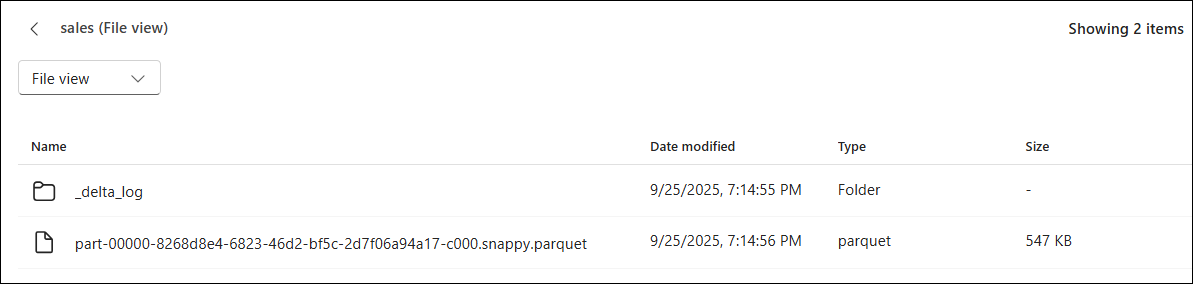 sales (File view)
Showing 2 items
File view
Name Date modified Type Size
_delta_log 9/25/2025, 7:14:55 PM Folder -
part-00000-8268d8e4-6823-46d2-bf5c-2d7f06a94a17-c000.snappy.parquet 9/25/2025, 7:14:56 PM parquet 547 KB